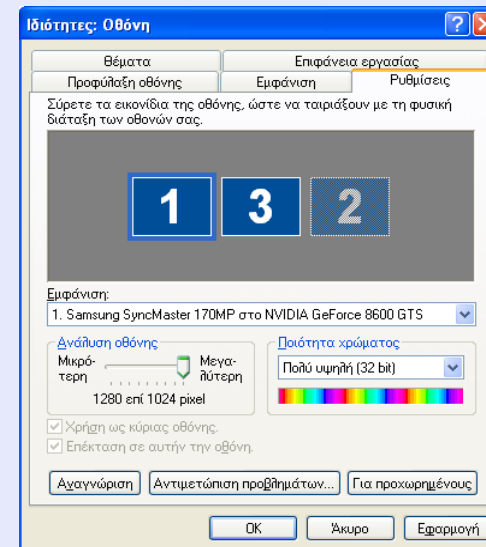 Ιδιότητες: Οθόνη
Θέματα
Επιφάνεια εργασίας
Προφύλαξη οθόνης
Εμφάνιση
Ρυθμίσεις
Σύρετε τα εικονίδια της οθόνης, ώστε να ταιριάξουν με τη φυσική
διάταξη των οθονών σας.
1
3
2
Εμφάνιση:
1. Samsung SyncMaster 170MP στο NVIDIA GeForce 8600 GTS
Ανάλυση οθόνης
Μικρό-
τερη
Μεγα-
λύτερη
1280 επί 1024 pixel
Ποιότητα χρώματος
Πολύ υψηλή (32 bit)
Χρήση ως κύριας οθόνης.
Επέκταση σε αυτήν την οθόνη.
Αναγνώριση
Αντιμετώπιση προβλημάτων...
Για προχωρημένους
OK
Άκυρο
Εφαρμογή